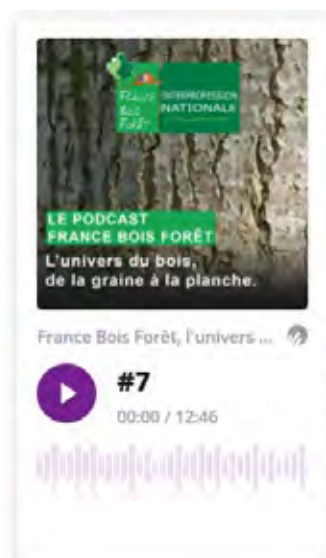 FRANCE
BOIS
FORÊT
INTERPROFESSION
NATIONALE
LE PODCAST
FRANCE BOIS FORÊT
L'univers du bois,
de la graine à la planche.
France Bois Forêt, l'univers ...
#7
00:00 / 12:46